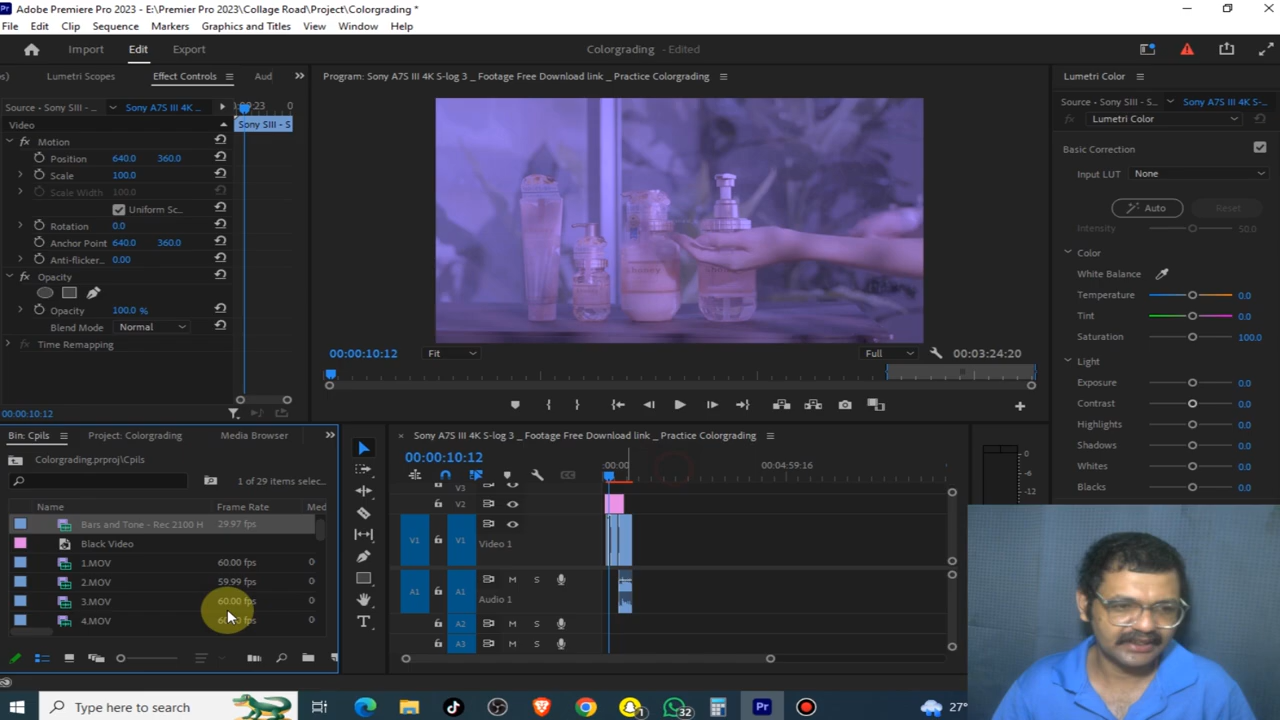 Adobe Premiere Pro 2023 - E:\Premier Pro 2023\Collage Road\Project\Colorgrading *
File Edit Clip Sequence Markers Graphics and Titles View Window Help
Import Edit Export
Colorgrading - Edited
s) Lumetri Scopes Effect Controls Aud
Program: Sony A7S III 4K S-log 3 _ Footage Free Download link _ Practice Colorgrading
Lumetri Color
Source - Sony SIII - ... Sony A7S III 4K ...
Source - Sony SIII - S... Sony A7S III 4K S-...
Lumetri Color
Video
Sony SIII - S
Motion
Position 640.0 360.0
Scale 100.0
Scale Width 100.0
Uniform Sc...
Rotation 0.0
Anchor Point 640.0 360.0
Anti-flicker... 0.00
Opacity
Opacity 100.0 %
Blend Mode Normal
Time Remapping
00:00:10:12
Basic Correction
Input LUT None
Auto Reset
Intensity 50.0
Color
White Balance
Temperature 0.0
Tint 0.0
Saturation 100.0
Light
Exposure 0.0
Contrast 0.0
Highlights 0.0
Shadows 0.0
Whites 0.0
Blacks 0.0
00:00:10:12 Fit Full 00:03:24:20
Bin: Cpils Project: Colorgrading Media Browser
Colorgrading.prproj\Cpils
1 of 29 items selec...
Name Frame Rate Med
Bars and Tone - Rec 2100 H 29.97 fps
Black Video
1.MOV 60.00 fps 0
2.MOV 59.99 fps 0
3.MOV 60.00 fps 0
4.MOV 0
Sony A7S III 4K S-log 3 _ Footage Free Download link _ Practice Colorgrading
00:00:10:12
:00:00 00:04:59:16
V3
V2
V1 V1 Video 1
A1 A1 M S Audio 1
A2 M S
A3 M S
0
-6
-12
Type here to search
1
32
Pr
27°